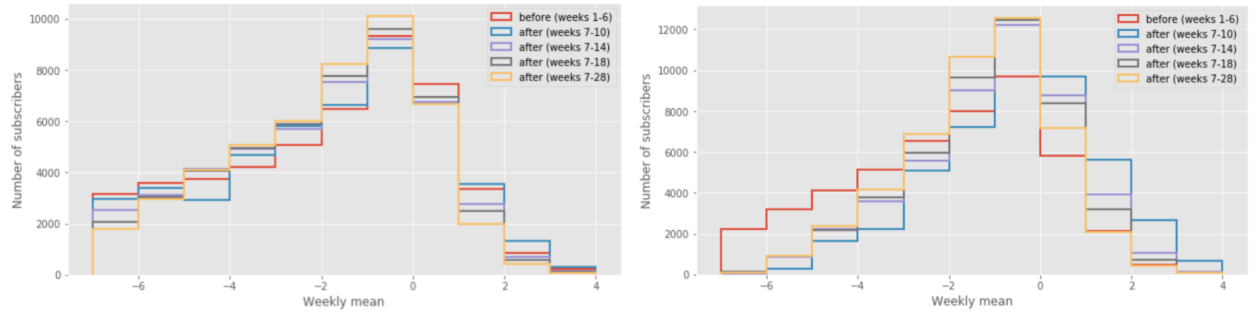 before (weeks 1-6)
after (weeks 7-10)
after (weeks 7-14)
after (weeks 7-18)
after (weeks 7-28)
10000
8000
6000
4000
2000
0
Number of subscribers
−6
−4
−2
0
2
4
Weekly mean
before (weeks 1-6)
after (weeks 7-10)
after (weeks 7-14)
after (weeks 7-18)
after (weeks 7-28)
12000
10000
8000
6000
4000
2000
0
Number of subscribers
−6
−4
−2
0
2
4
Weekly mean